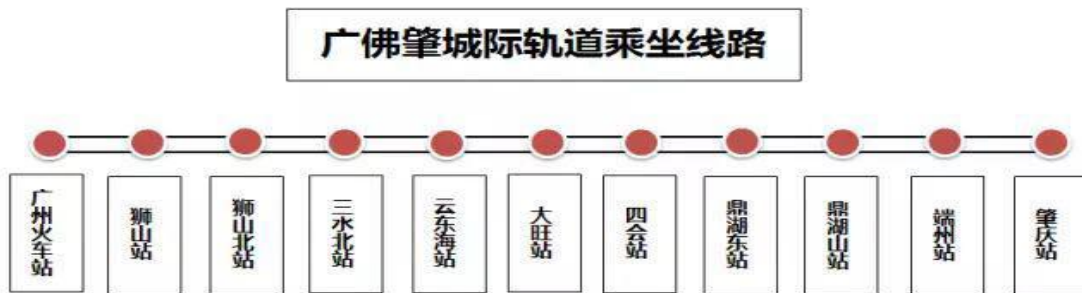 广佛肇城际轨道乘坐线路
广州火车站
狮山站
狮山北站
三水北站
云东海站
大旺站
四会站
鼎湖东站
鼎湖山站
端州站
肇庆站